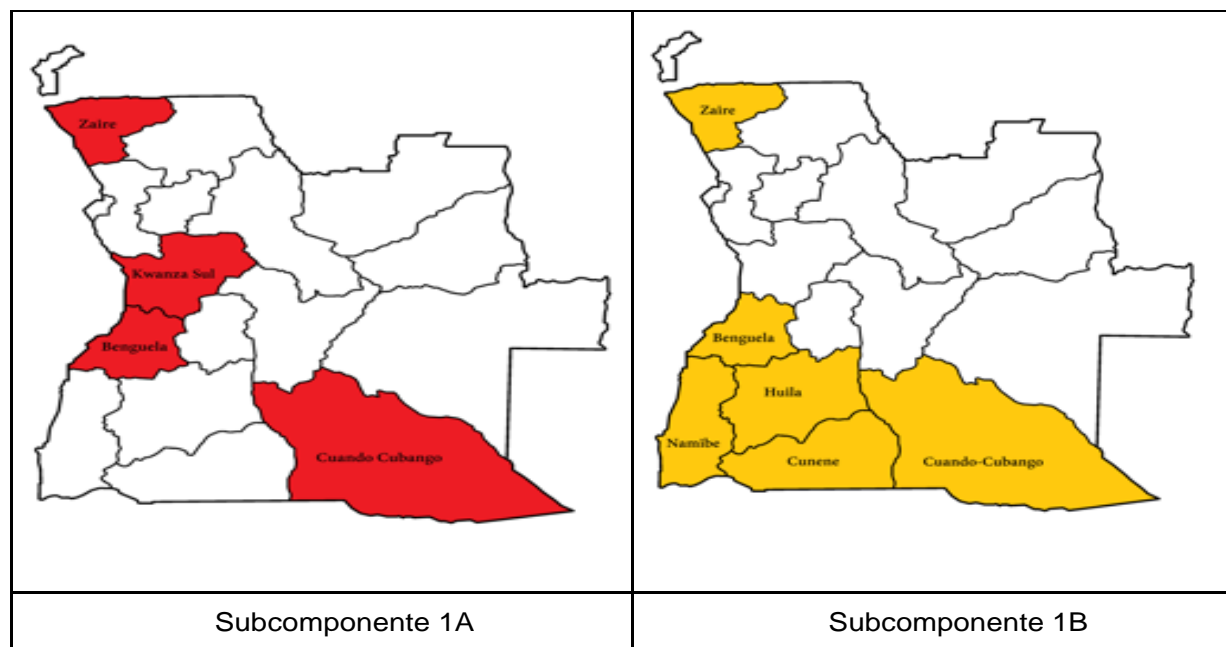 Zaire
Kwanza Sul
Benguela
Cuando Cubango
Subcomponente 1A
Zaire
Benguela
Huila
Namibe
Cunene
Cuando-Cubango
Subcomponente 1B